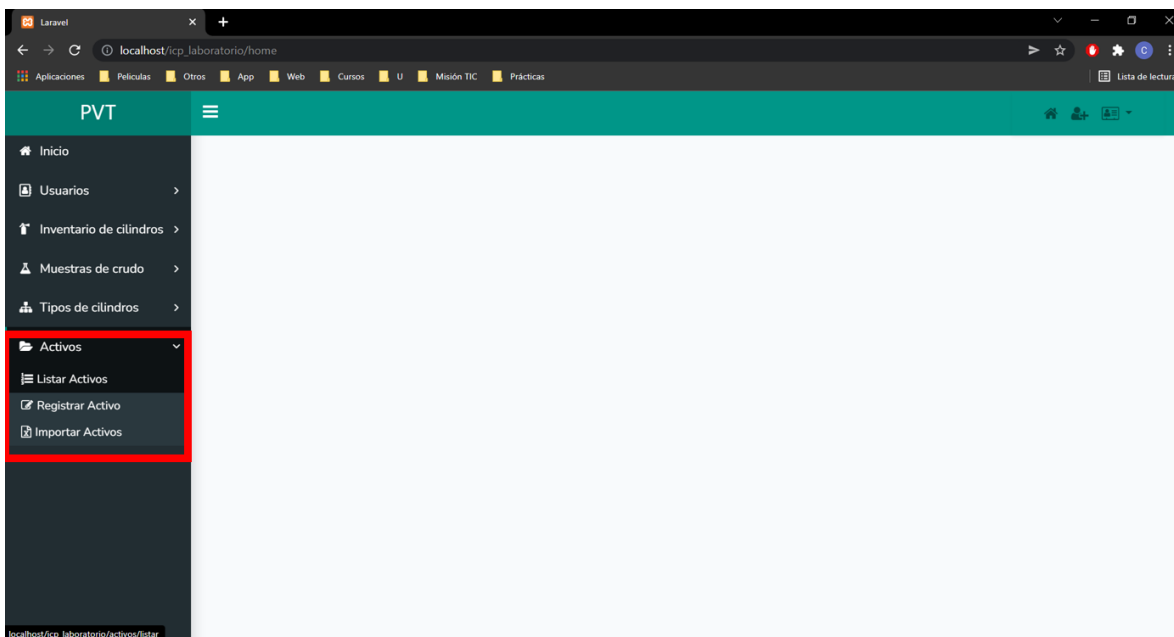 Laravel
localhost/icp_laboratorio/home
C
Aplicaciones Peliculas Otros App Web Cursos U Misión TIC Prácticas Lista de lectura
PVT
Inicio
Usuarios
Inventario de cilindros
Muestras de crudo
Tipos de cilindros
Activos
Listar Activos
Registrar Activo
Importar Activos
localhost/icp_laboratorio/activos/listar